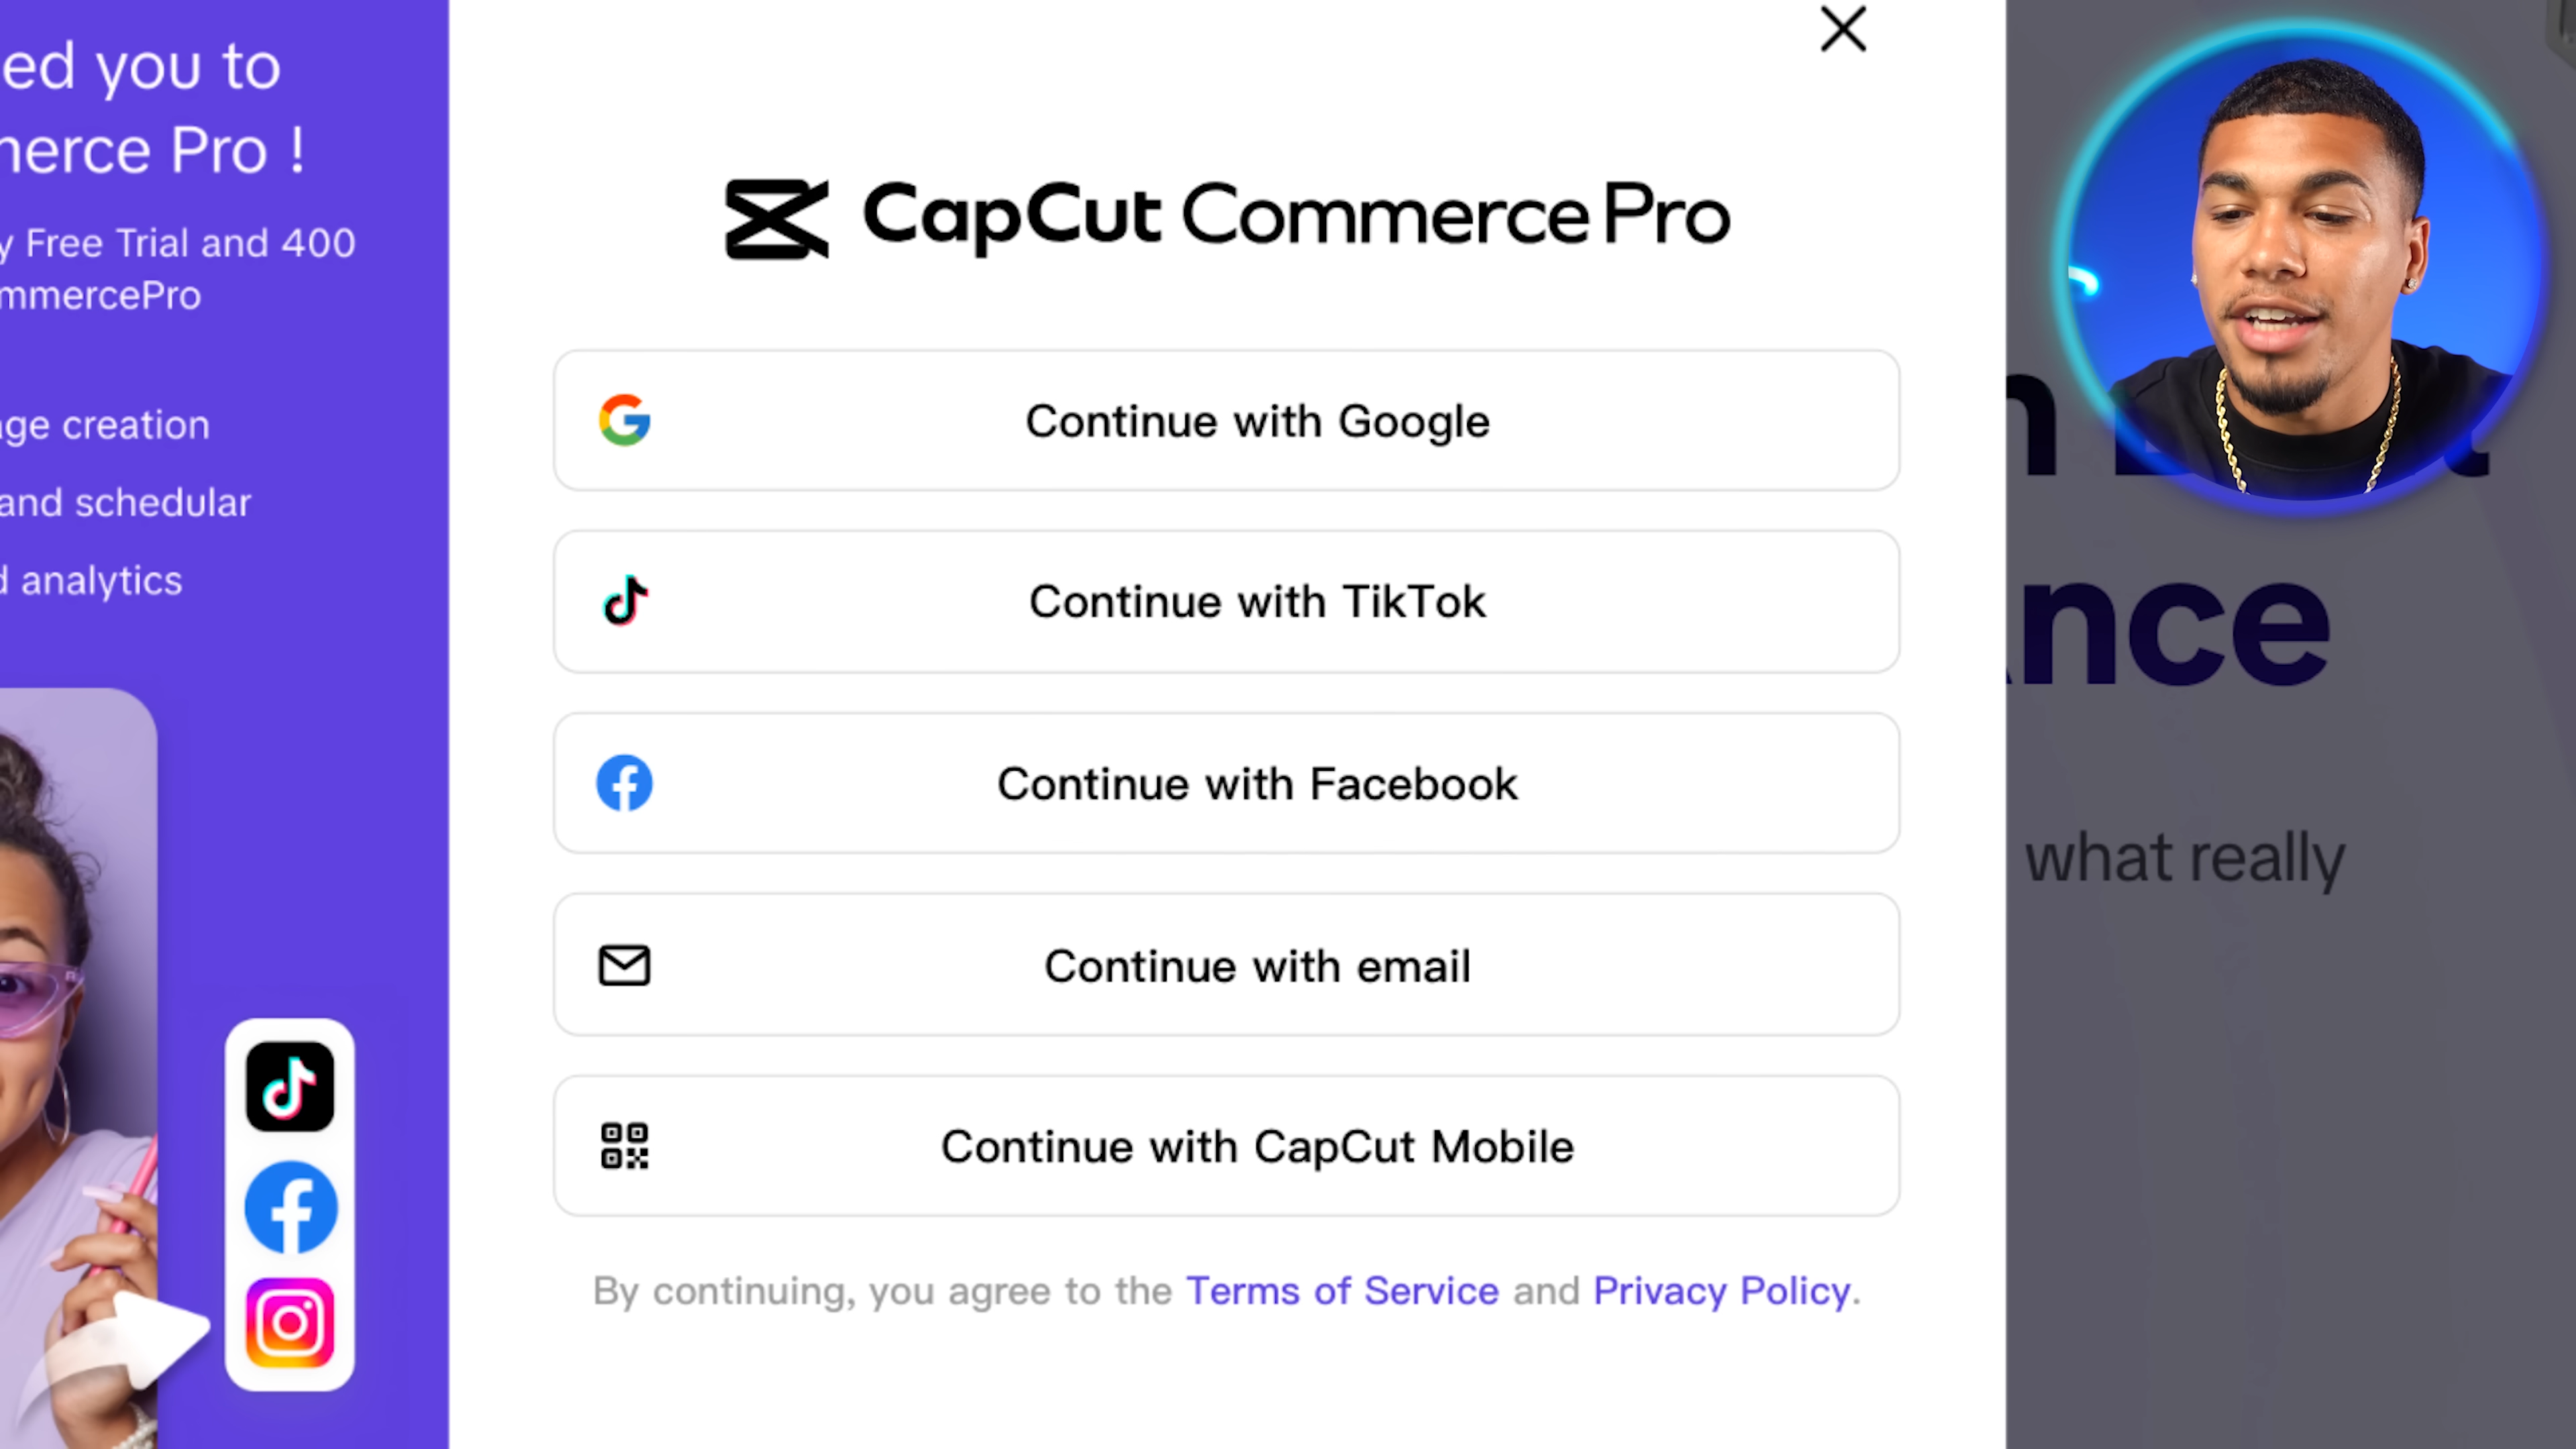 ed you to
merce Pro !
y Free Trial and 400
mmercePro
ge creation
and schedular
d analytics
CapCut Commerce Pro
Continue with Google
Continue with TikTok
Continue with Facebook
Continue with email
Continue with CapCut Mobile
By continuing, you agree to the Terms of Service and Privacy Policy.
nce
what really